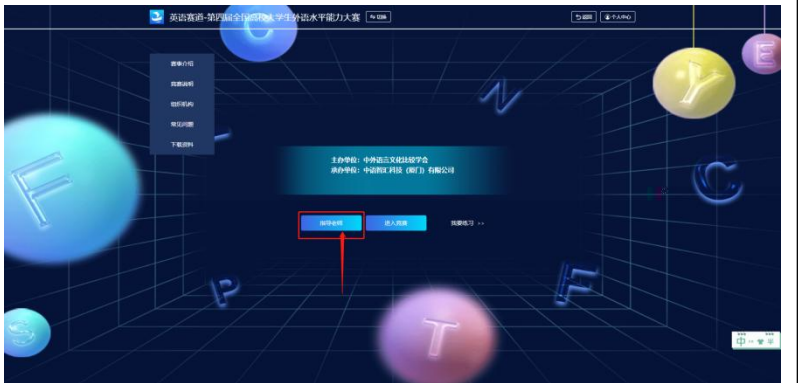 英语赛道-第四届全国高校大学生外语水平能力大赛 切换
返回 个人中心
赛事介绍
竞赛说明
组织机构
常见问题
下载资料
主办单位：中外语言文化比较学会
承办单位：中语智汇科技（厦门）有限公司
指导老师 进入竞赛 我要练习 >>
F
N
Y
E
C
P
F
T
S
中